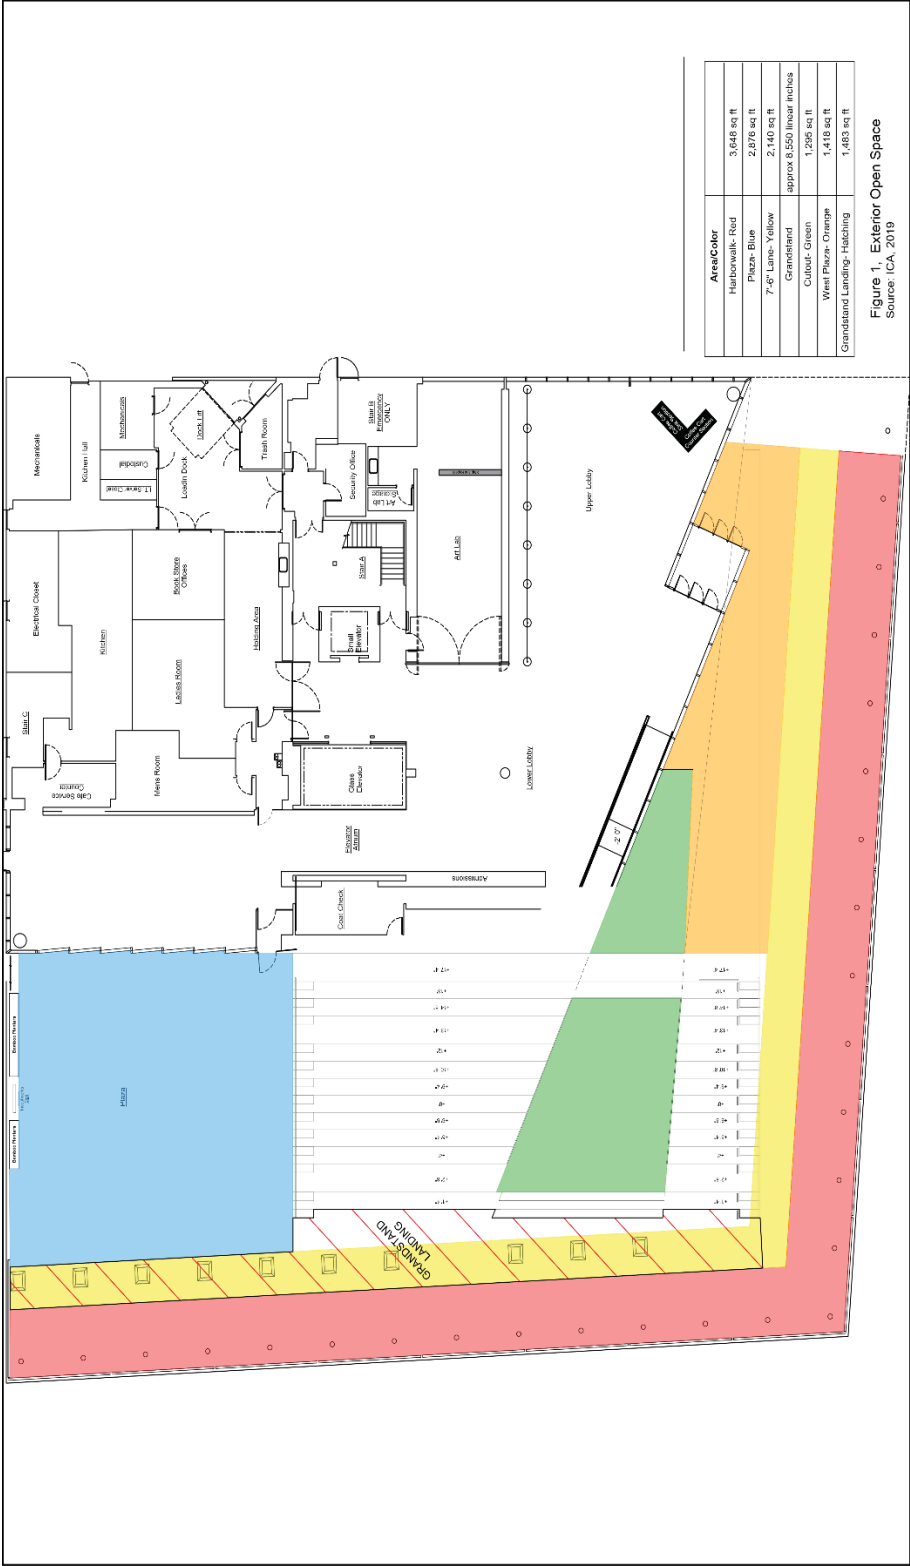 Mechanicals
Kitchen Hall
Mechanicals
Custodial
I.T. Server Closet
Loadin Dock
Dock Lift
Trash Room
Electrical Closet
Stair C
Kitchen
Book Store
Offices
Ladies Room
Mens Room
Cafe Service
Counter
Holding Area
Stair B
Emergency
ONLY
Security Office
Art Lab
Storage
Stair A
Small
Elevator
Glass
Elevator
Art Lab
Upper Lobby
Lower Lobby
Elevator
Atrium
Coat Check
Admissions
-2' 0"
Plaza
GRANDSTAND
LANDING
Area/Color
Harborwalk- Red 3,648 sq ft
Plaza- Blue 2,876 sq ft
7'-6" Lane- Yellow 2,140 sq ft
Grandstand approx 8,550 linear inches
Cutout- Green 1,295 sq ft
West Plaza- Orange 1,418 sq ft
Grandstand Landing- Hatching 1,483 sq ft
Figure 1, Exterior Open Space
Source: ICA, 2019